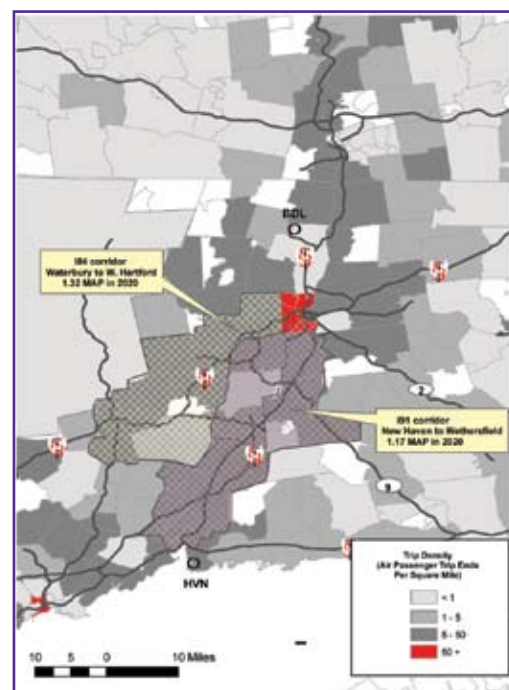 BDL
I84 corridor
Waterbury to W. Hartford
1.32 MAP in 2020
2
I91 corridor
New Haven to Wethersfield
1.17 MAP in 2020
9
HVN
Trip Density
(Air Passenger Trip Ends
Per Square Mile)
< 1
1 - 5
5 - 50
50 +
10 5 0 10 Miles